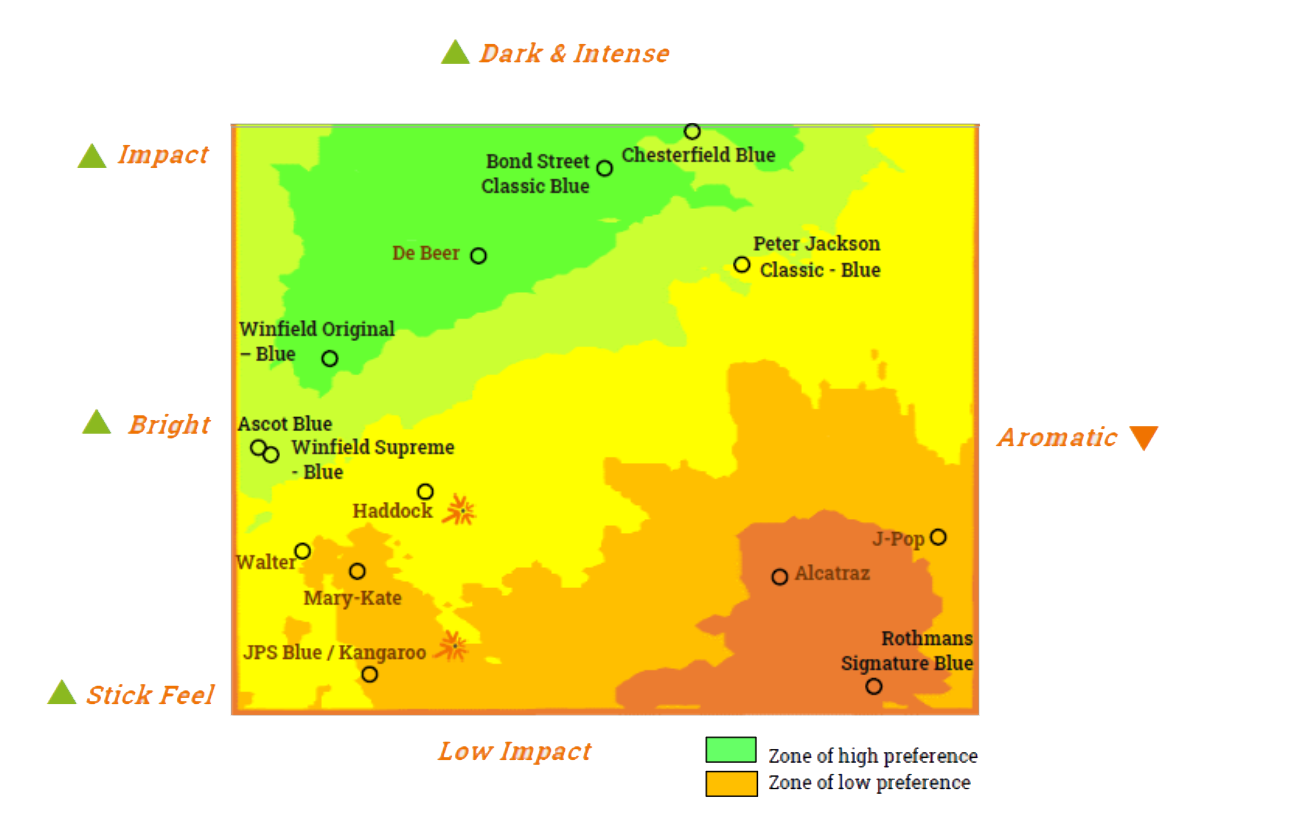 Dark & Intense
Impact
Bond Street
Classic Blue
Chesterfield Blue
De Beer
Peter Jackson
Classic - Blue
Winfield Original
– Blue
Bright
Ascot Blue
Winfield Supreme
- Blue
Aromatic
Haddock
Walter
Mary-Kate
J-Pop
Alcatraz
JPS Blue / Kangaroo
Rothmans
Signature Blue
Stick Feel
Low Impact
Zone of high preference
Zone of low preference